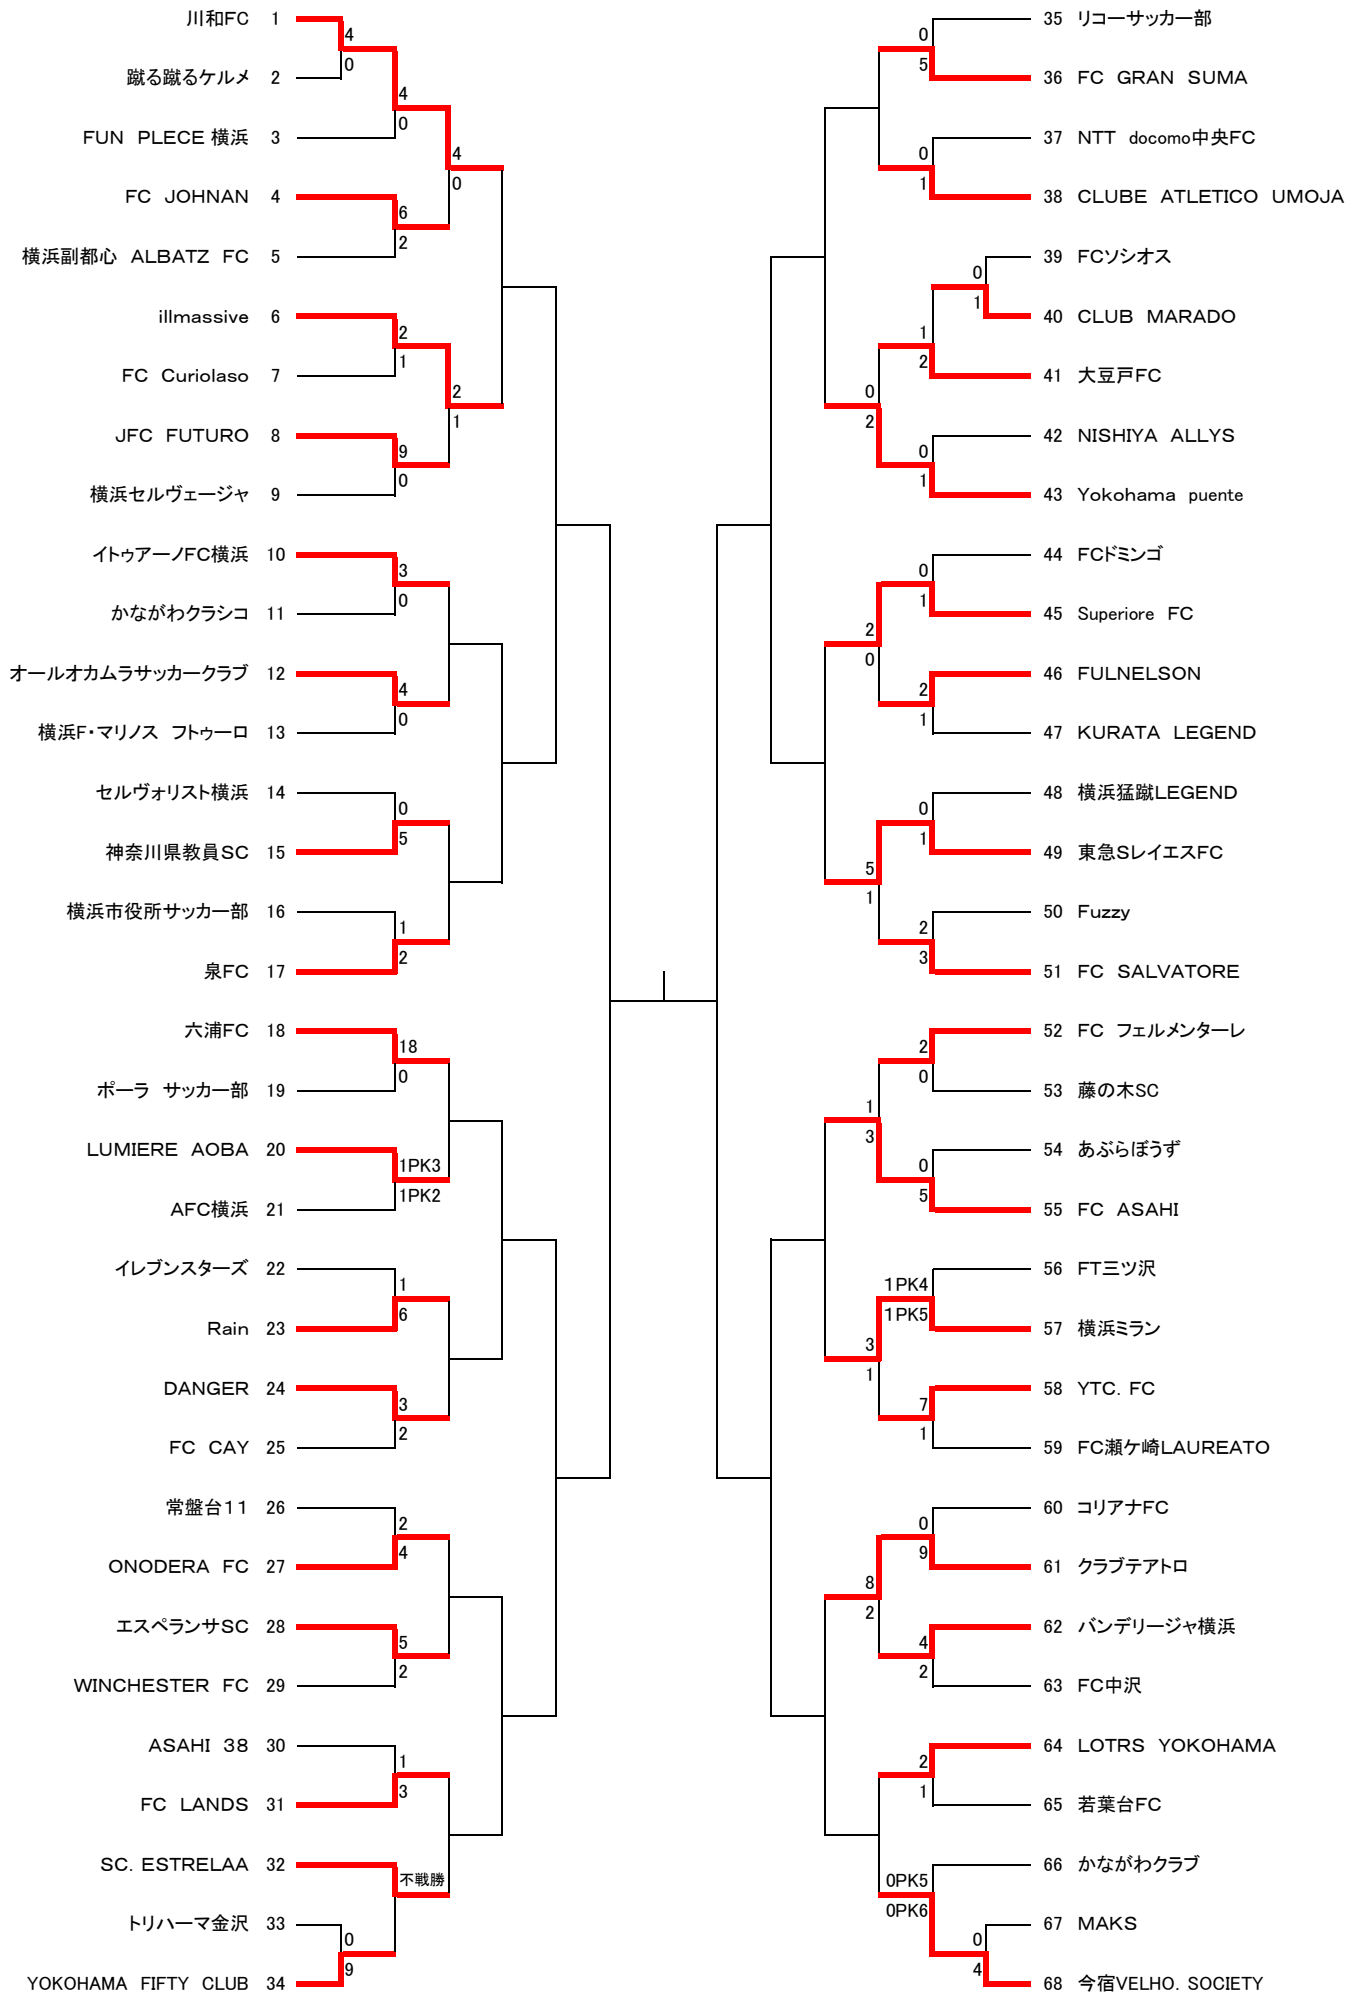 川和FC 1
4
0
蹴る蹴るケルメ 2
4
0
FUN PLECE 横浜 3
4
0
FC JOHNAN 4
6
2
横浜副都心 ALBATZ FC 5
illmassive 6
2
1
FC Curiolaso 7
2
1
JFC FUTURO 8
9
0
横浜セルヴェージャ 9
イトゥアーノFC横浜 10
3
0
かながわクラシコ 11
オールオカムラサッカークラブ 12
4
0
横浜F・マリノス フトゥーロ 13
セルヴォリスト横浜 14
0
5
神奈川県教員SC 15
横浜市役所サッカー部 16
1
2
泉FC 17
六浦FC 18
18
0
ポーラ サッカー部 19
LUMIERE AOBA 20
1PK3
1PK2
AFC横浜 21
イレブンスターズ 22
1
6
Rain 23
DANGER 24
3
2
FC CAY 25
常盤台11 26
2
4
ONODERA FC 27
エスペランサSC 28
5
2
WINCHESTER FC 29
ASAHI 38 30
1
3
FC LANDS 31
SC. ESTRELAA 32
不戦勝
トリハーマ金沢 33
0
9
YOKOHAMA FIFTY CLUB 34
35 リコーサッカー部
0
5
36 FC GRAN SUMA
37 NTT docomo中央FC
0
1
38 CLUBE ATLETICO UMOJA
39 FCソシオス
0
1
40 CLUB MARADO
1
2
41 大豆戸FC
0
2
42 NISHIYA ALLYS
0
1
43 Yokohama puente
44 FCドミンゴ
0
1
45 Superiore FC
2
0
46 FULNELSON
2
1
47 KURATA LEGEND
48 横浜猛蹴LEGEND
0
1
49 東急SレイエスFC
5
1
50 Fuzzy
2
3
51 FC SALVATORE
52 FC フェルメンターレ
2
0
53 藤の木SC
1
3
54 あぶらぼうず
0
5
55 FC ASAHI
56 FT三ツ沢
1PK4
1PK5
57 横浜ミラン
3
1
58 YTC. FC
7
1
59 FC瀬ケ崎LAUREATO
60 コリアナFC
0
9
61 クラブテアトロ
8
2
62 バンデリージャ横浜
4
2
63 FC中沢
64 LOTRS YOKOHAMA
2
1
65 若葉台FC
66 かながわクラブ
0PK5
0PK6
67 MAKS
0
4
68 今宿VELHO. SOCIETY